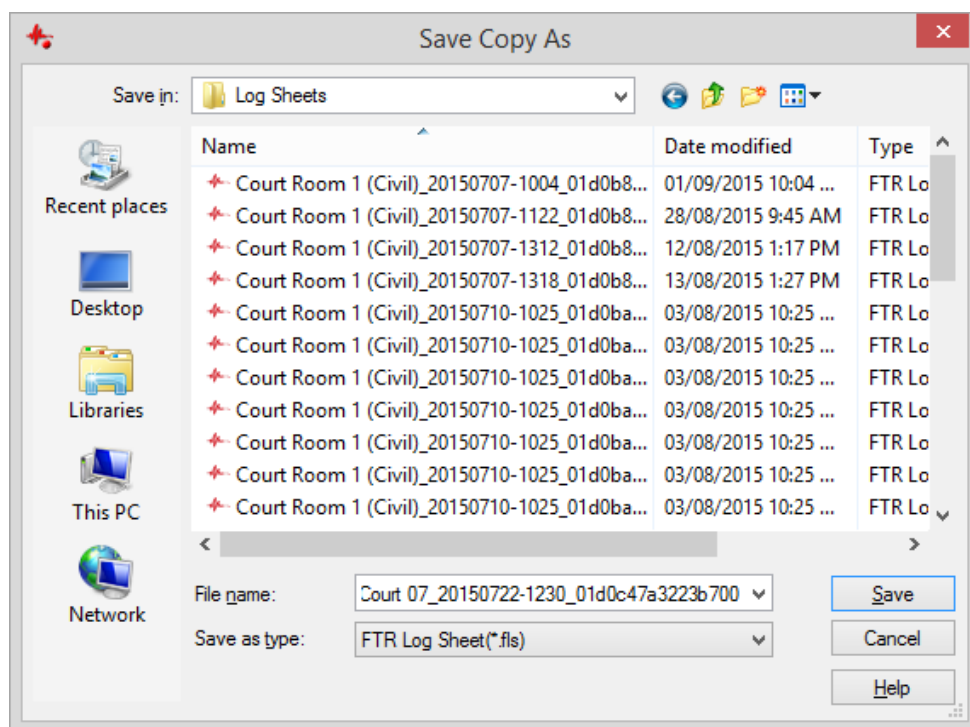 Save Copy As
Save in: Log Sheets
Name Date modified Type
Court Room 1 (Civil)_20150707-1004_01d0b8... 01/09/2015 10:04 ... FTR Lo
Court Room 1 (Civil)_20150707-1122_01d0b8... 28/08/2015 9:45 AM FTR Lo
Court Room 1 (Civil)_20150707-1312_01d0b8... 12/08/2015 1:17 PM FTR Lo
Court Room 1 (Civil)_20150707-1318_01d0b8... 13/08/2015 1:27 PM FTR Lo
Court Room 1 (Civil)_20150710-1025_01d0ba... 03/08/2015 10:25 ... FTR Lo
Court Room 1 (Civil)_20150710-1025_01d0ba... 03/08/2015 10:25 ... FTR Lo
Court Room 1 (Civil)_20150710-1025_01d0ba... 03/08/2015 10:25 ... FTR Lo
Court Room 1 (Civil)_20150710-1025_01d0ba... 03/08/2015 10:25 ... FTR Lo
Court Room 1 (Civil)_20150710-1025_01d0ba... 03/08/2015 10:25 ... FTR Lo
Court Room 1 (Civil)_20150710-1025_01d0ba... 03/08/2015 10:25 ... FTR Lo
Court Room 1 (Civil)_20150710-1025_01d0ba... 03/08/2015 10:25 ... FTR Lo
Recent places
Desktop
Libraries
This PC
Network
File name: Court 07_20150722-1230_01d0c47a3223b700 Save
Save as type: FTR Log Sheet(*.fls) Cancel
Help